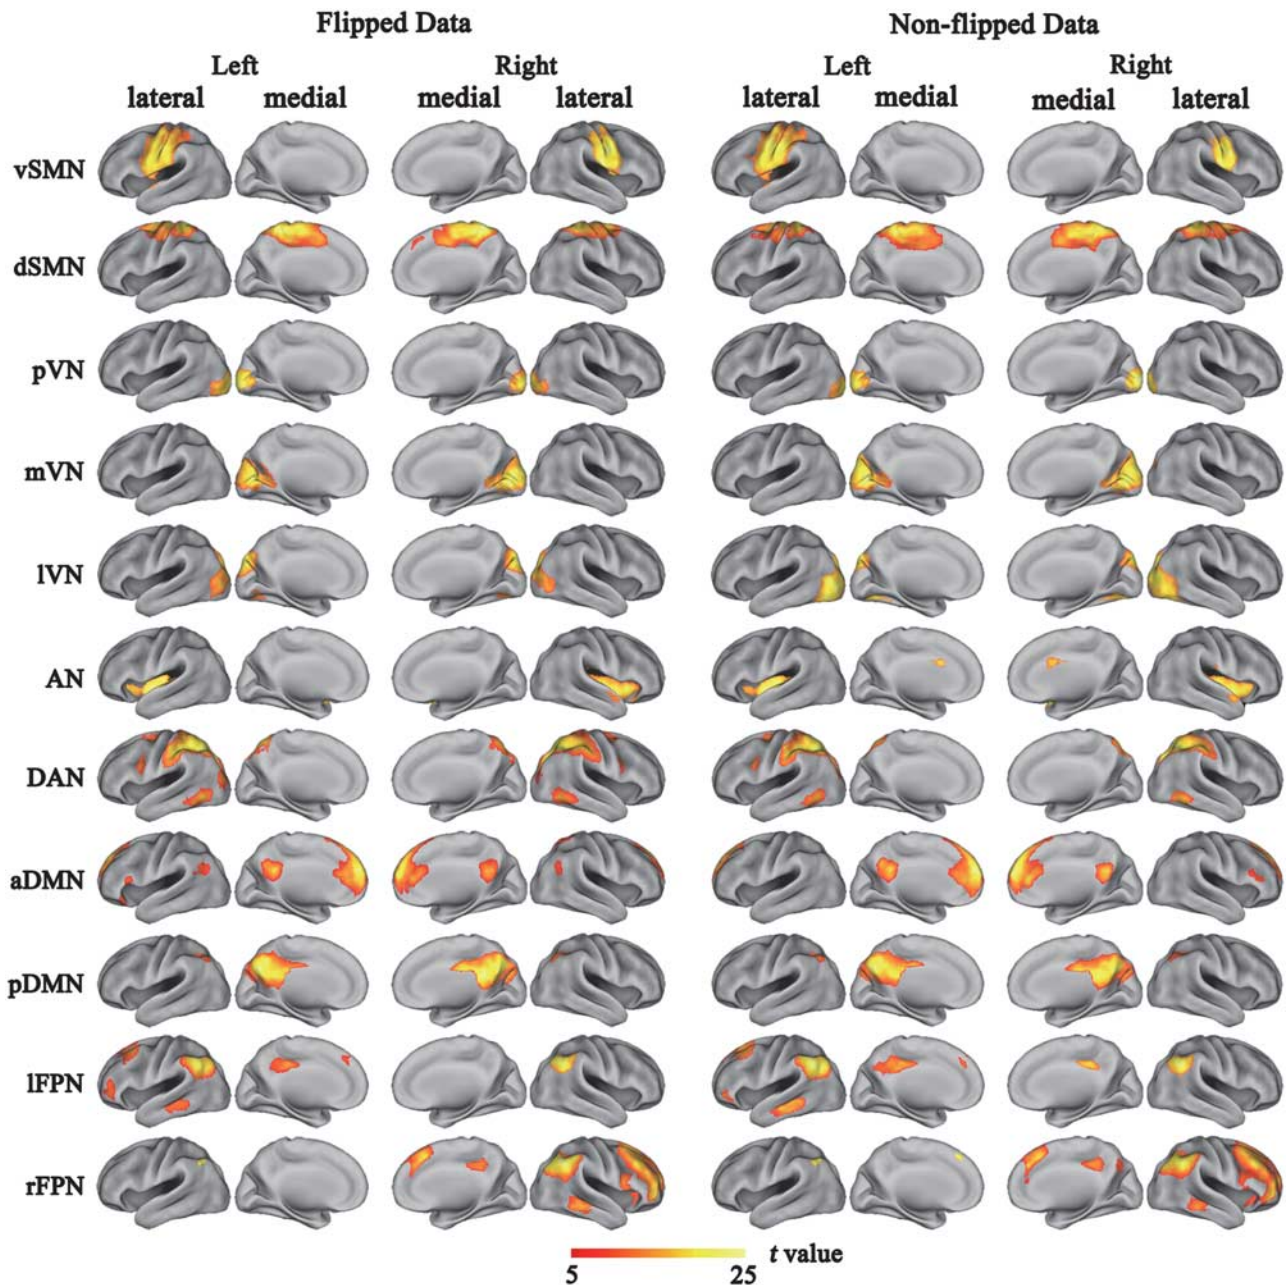 Flipped Data Non-flipped Data
Left Right Left Right
lateral medial medial lateral lateral medial medial lateral
vSMN
dSMN
pVN
mVN
lVN
AN
DAN
aDMN
pDMN
lFPN
rFPN
t value
5 25